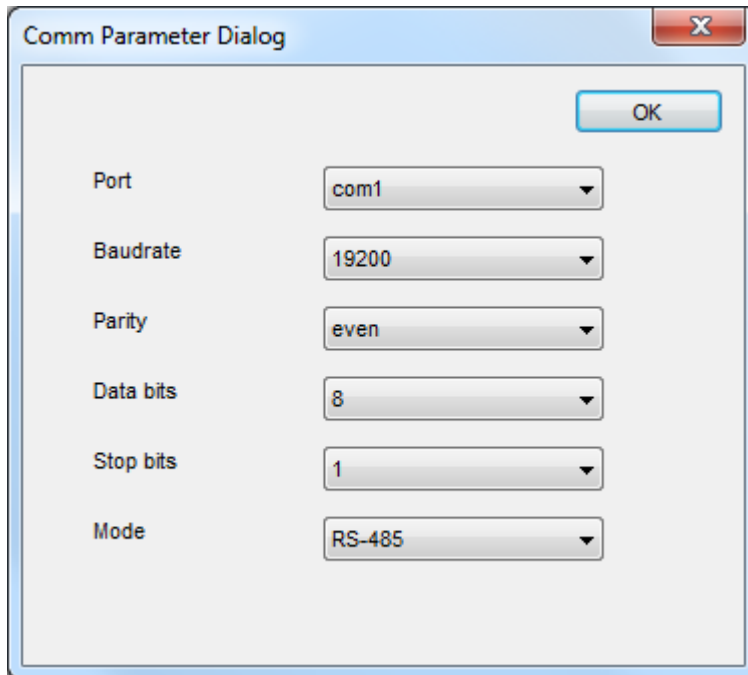 Comm Parameter Dialog
OK
Port com1
Baudrate 19200
Parity even
Data bits 8
Stop bits 1
Mode RS-485